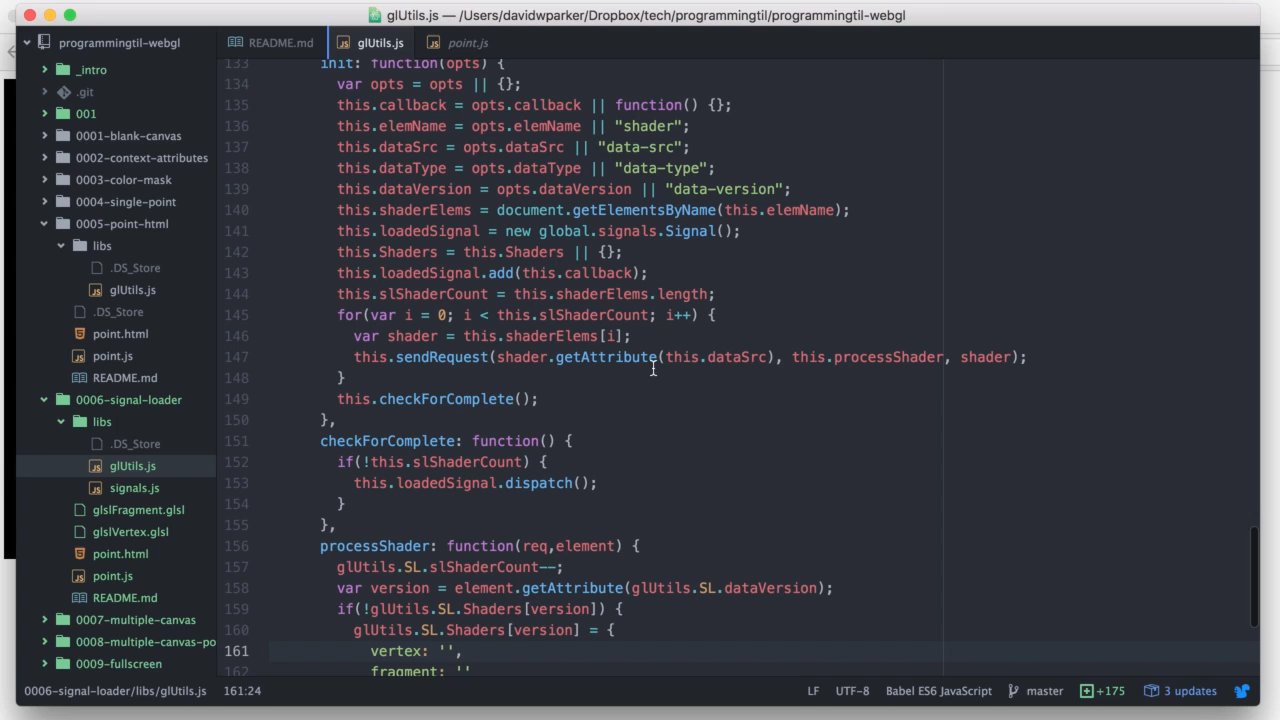 glUtils.js — /Users/davidwparker/Dropbox/tech/programmingtil/programmingtil-webgl
programmingtil-webgl
_intro
.git
001
0001-blank-canvas
0002-context-attributes
0003-color-mask
0004-single-point
0005-point-html
libs
.DS_Store
glUtils.js
.DS_Store
point.html
point.js
README.md
0006-signal-loader
libs
.DS_Store
glUtils.js
signals.js
glslFragment.glsl
glslVertex.glsl
point.html
point.js
README.md
0007-multiple-canvas
0008-multiple-canvas-po
0009-fullscreen
README.md glUtils.js point.js
133 init: function(opts) {
134 var opts = opts || {};
135 this.callback = opts.callback || function() {};
136 this.elemName = opts.elemName || "shader";
137 this.dataSrc = opts.dataSrc || "data-src";
138 this.dataType = opts.dataType || "data-type";
139 this.dataVersion = opts.dataVersion || "data-version";
140 this.shaderElems = document.getElementsByName(this.elemName);
141 this.loadedSignal = new global.signals.Signal();
142 this.Shaders = this.Shaders || {};
143 this.loadedSignal.add(this.callback);
144 this.slShaderCount = this.shaderElems.length;
145 for(var i = 0; i < this.slShaderCount; i++) {
146 var shader = this.shaderElems[i];
147 this.sendRequest(shader.getAttribute(this.dataSrc), this.processShader, shader);
148 }
149 this.checkForComplete();
150 },
151 checkForComplete: function() {
152 if(!this.slShaderCount) {
153 this.loadedSignal.dispatch();
154 }
155 },
156 processShader: function(req,element) {
157 glUtils.SL.slShaderCount--;
158 var version = element.getAttribute(glUtils.SL.dataVersion);
159 if(!glUtils.SL.Shaders[version]) {
160 glUtils.SL.Shaders[version] = {
161 vertex: '',
162 fragment: ''
0006-signal-loader/libs/glUtils.js 161:24 LF UTF-8 Babel ES6 JavaScript master +175 3 updates